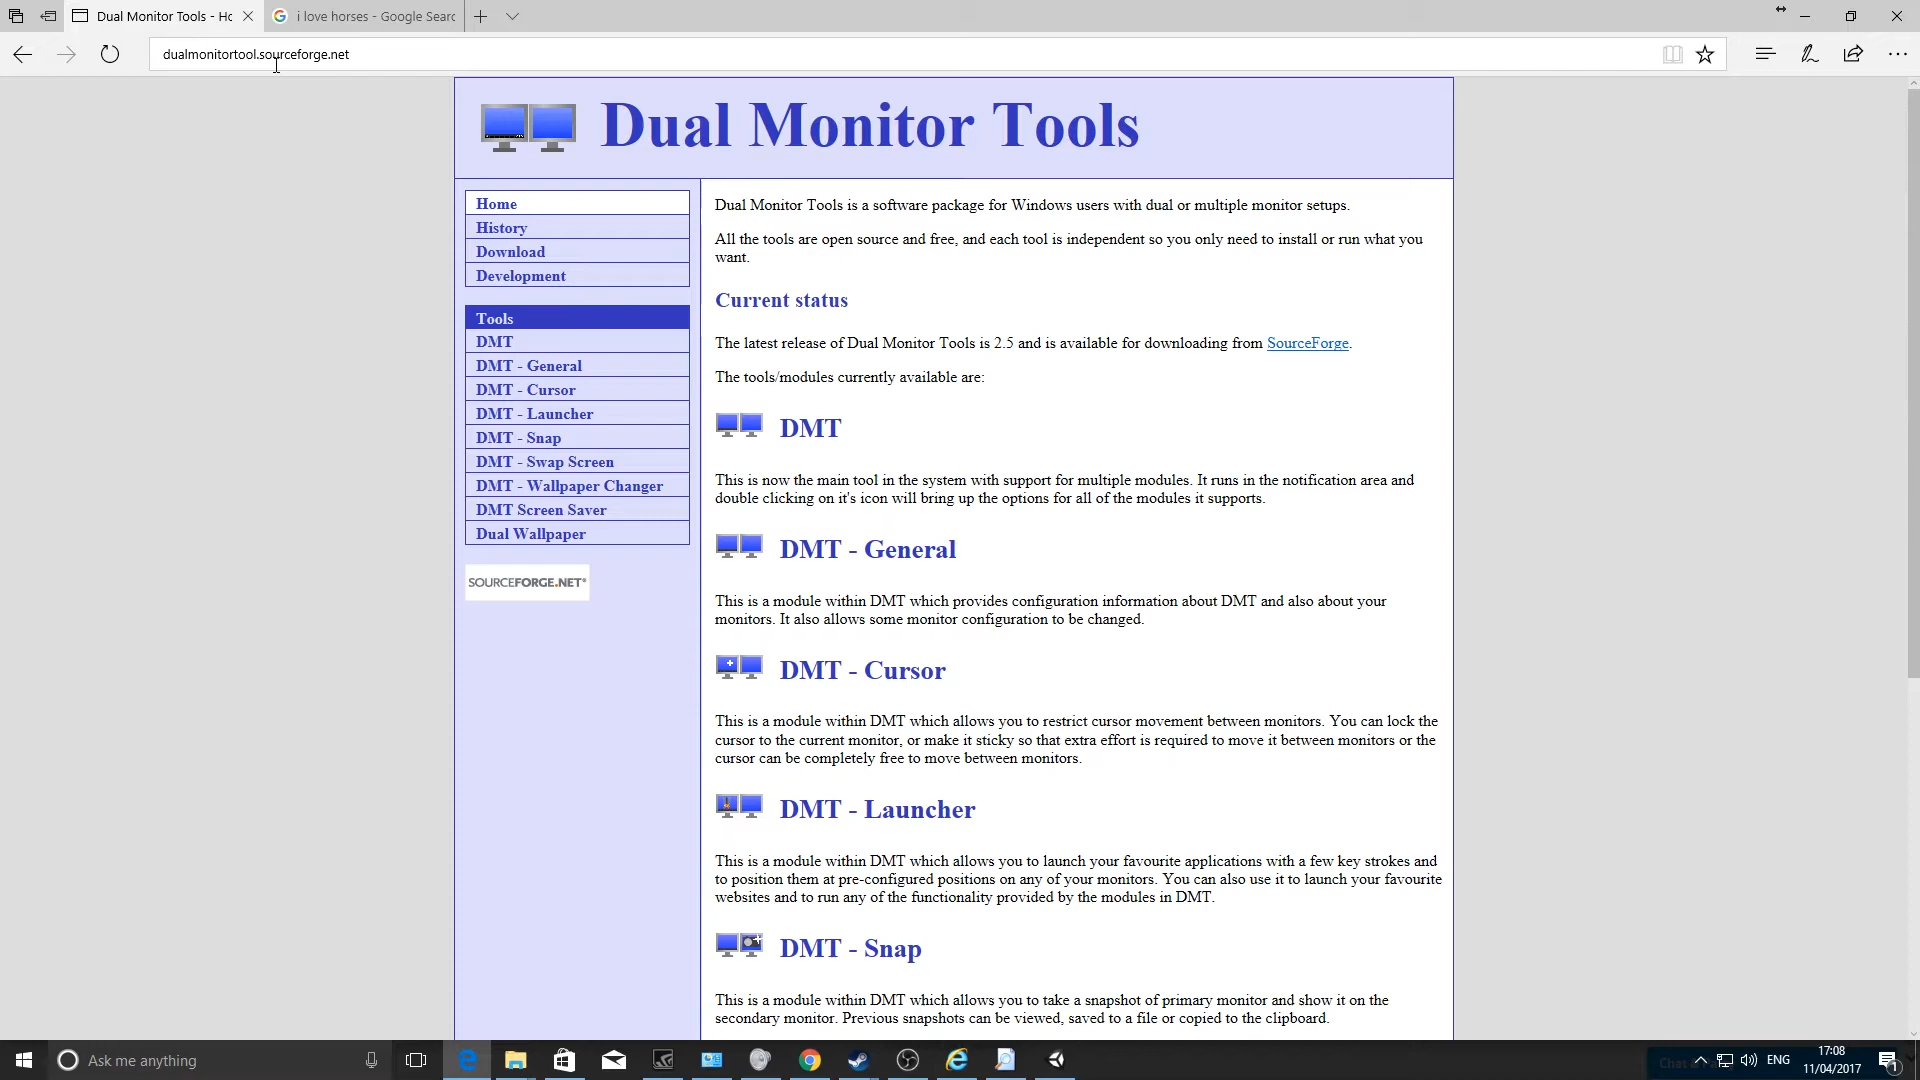 Dual Monitor Tools - Ho
i love horses - Google Searc
dualmonitortool.sourceforge.net
Dual Monitor Tools
Home
History
Download
Development
Tools
DMT
DMT - General
DMT - Cursor
DMT - Launcher
DMT - Snap
DMT - Swap Screen
DMT - Wallpaper Changer
DMT Screen Saver
Dual Wallpaper
SOURCEFORGE.NET®
Dual Monitor Tools is a software package for Windows users with dual or multiple monitor setups.
All the tools are open source and free, and each tool is independent so you only need to install or run what you
want.
Current status
The latest release of Dual Monitor Tools is 2.5 and is available for downloading from SourceForge.
The tools/modules currently available are:
DMT
This is now the main tool in the system with support for multiple modules. It runs in the notification area and
double clicking on it's icon will bring up the options for all of the modules it supports.
DMT - General
This is a module within DMT which provides configuration information about DMT and also about your
monitors. It also allows some monitor configuration to be changed.
DMT - Cursor
This is a module within DMT which allows you to restrict cursor movement between monitors. You can lock the
cursor to the current monitor, or make it sticky so that extra effort is required to move it between monitors or the
cursor can be completely free to move between monitors.
DMT - Launcher
This is a module within DMT which allows you to launch your favourite applications with a few key strokes and
to position them at pre-configured positions on any of your monitors. You can also use it to launch your favourite
websites and to run any of the functionality provided by the modules in DMT.
DMT - Snap
This is a module within DMT which allows you to take a snapshot of primary monitor and show it on the
secondary monitor. Previous snapshots can be viewed, saved to a file or copied to the clipboard.
Ask me anything
ENG
17:08
11/04/2017
1